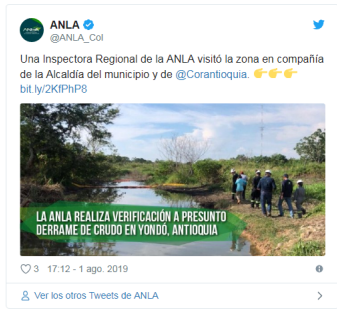 ANLA
@ANLA_Col
Una Inspectora Regional de la ANLA visitó la zona en compañía
de la Alcaldía del municipio y de @Corantioquia. 👉👉👉
bit.ly/2KfPhP8
LA ANLA REALIZA VERIFICACIÓN A PRESUNTO
DERRAME DE CRUDO EN YONDÓ, ANTIOQUIA
3 17:12 - 1 ago. 2019
Ver los otros Tweets de ANLA